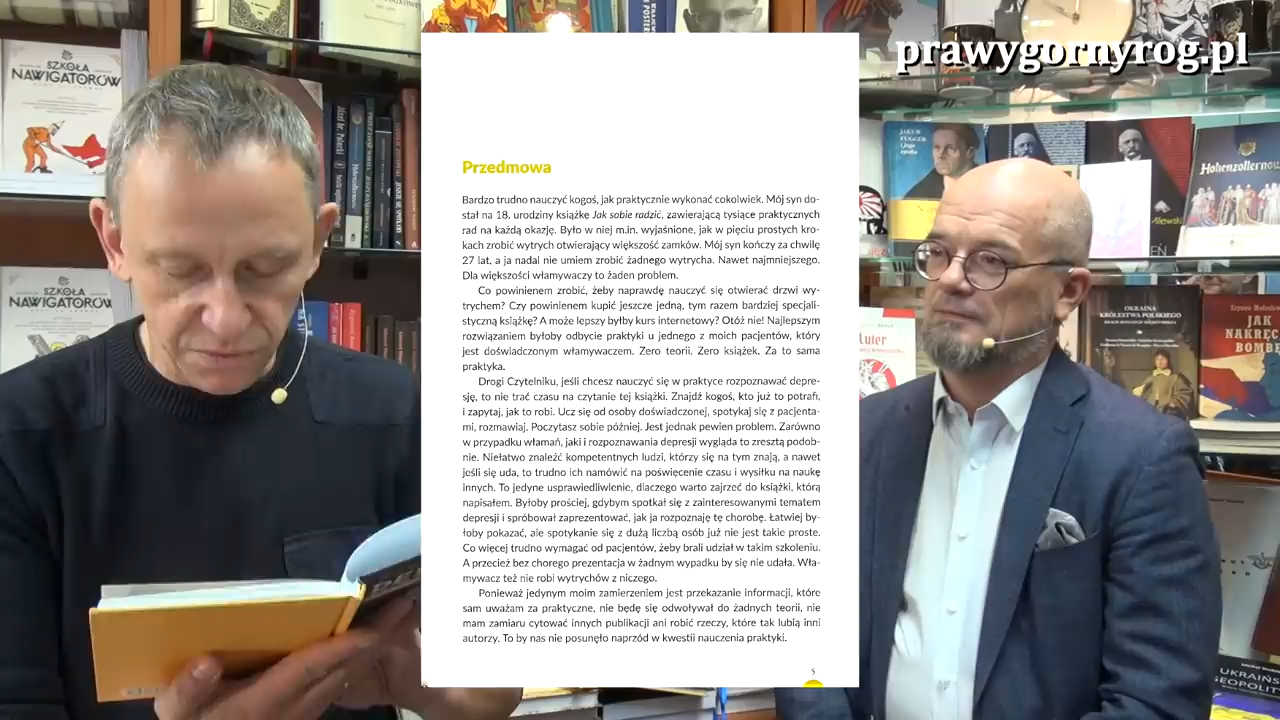 prawygornyrog.pl
Przedmowa
Bardzo trudno nauczyć kogoś, jak praktycznie wykonać cokolwiek. Mój syn do-
stał na 18. urodziny książkę Jak sobie radzić, zawierającą tysiące praktycznych
rad na każdą okazję. Było w niej m.in. wyjaśnione, jak w pięciu prostych kro-
kach zrobić wytrych otwierający większość zamków. Mój syn kończy za chwilę
27 lat, a ja nadal nie umiem zrobić żadnego wytrycha. Nawet najmniejszego.
Dla większości włamywaczy to żaden problem.
Co powinienem zrobić, żeby naprawdę nauczyć się otwierać drzwi wy-
trychem? Czy powinienem kupić jeszcze jedną, tym razem bardziej specjali-
styczną książkę? A może lepszy byłby kurs internetowy? Otóż nie! Najlepszym
rozwiązaniem byłoby odbycie praktyki u jednego z moich pacjentów, który
jest doświadczonym włamywaczem. Zero teorii. Zero książek. Za to sama
praktyka.
Drogi Czytelniku, jeśli chcesz nauczyć się w praktyce rozpoznawać depre-
sję, to nie trać czasu na czytanie tej książki. Znajdź kogoś, kto już to potrafi,
i zapytaj, jak to robi. Ucz się od osoby doświadczonej, spotykaj się z pacjenta-
mi, rozmawiaj. Poczytasz sobie później. Jest jednak pewien problem. Zarówno
w przypadku włamań, jak i rozpoznawania depresji wygląda to zresztą podob-
nie. Niełatwo znaleźć kompetentnych ludzi, którzy się na tym znają, a nawet
jeśli się uda, to trudno ich namówić na poświęcenie czasu i wysiłku na naukę
innych. To jedyne usprawiedliwienie, dlaczego warto zajrzeć do książki, którą
napisałem. Byłoby prościej, gdybym spotkał się z zainteresowanymi tematem
depresji i spróbował zaprezentować, jak ja rozpoznaję tę chorobę. Łatwiej by-
łoby pokazać, ale spotykanie się z dużą liczbą osób już nie jest takie proste.
Co więcej trudno wymagać od pacjentów, żeby brali udział w takim szkoleniu.
A przecież bez chorego prezentacja w żadnym wypadku by się nie udała. Wła-
mywacz też nie robi wytrychów z niczego.
Ponieważ jedynym moim zamierzeniem jest przekazanie informacji, które
sam uważam za praktyczne, nie będę się odwoływał do żadnych teorii, nie
mam zamiaru cytować innych publikacji ani robić rzeczy, które tak lubią inni
autorzy. To by nas nie posunęło naprzód w kwestii nauczenia praktyki.
5
SZKOŁA
NAWIGATORÓW
SZKOŁA
NAWIGATORÓW
JAKUB
FUGGER
i jego
epoka
Hohenzollernowie
UKRAINA
KRÓLESTWA POLSKIEGO
JAK
NAKRĘC
BOMBĘ
UKRAIŃS
GEOPOLIT